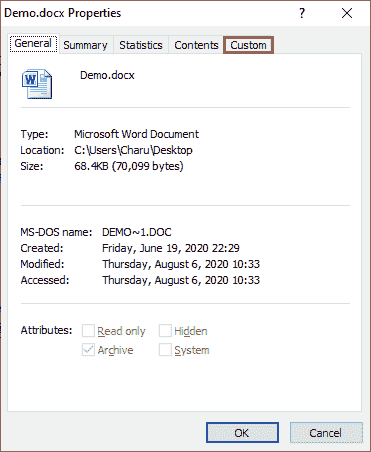 Demo.docx Properties
General Summary Statistics Contents Custom
Demo.docx
Type: Microsoft Word Document
Location: C:\Users\Charu\Desktop
Size: 68.4KB (70,099 bytes)
MS-DOS name: DEMO~1.DOC
Created: Friday, June 19, 2020 22:29
Modified: Thursday, August 6, 2020 10:33
Accessed: Thursday, August 6, 2020 10:33
Attributes: Read only Hidden
Archive System
OK Cancel